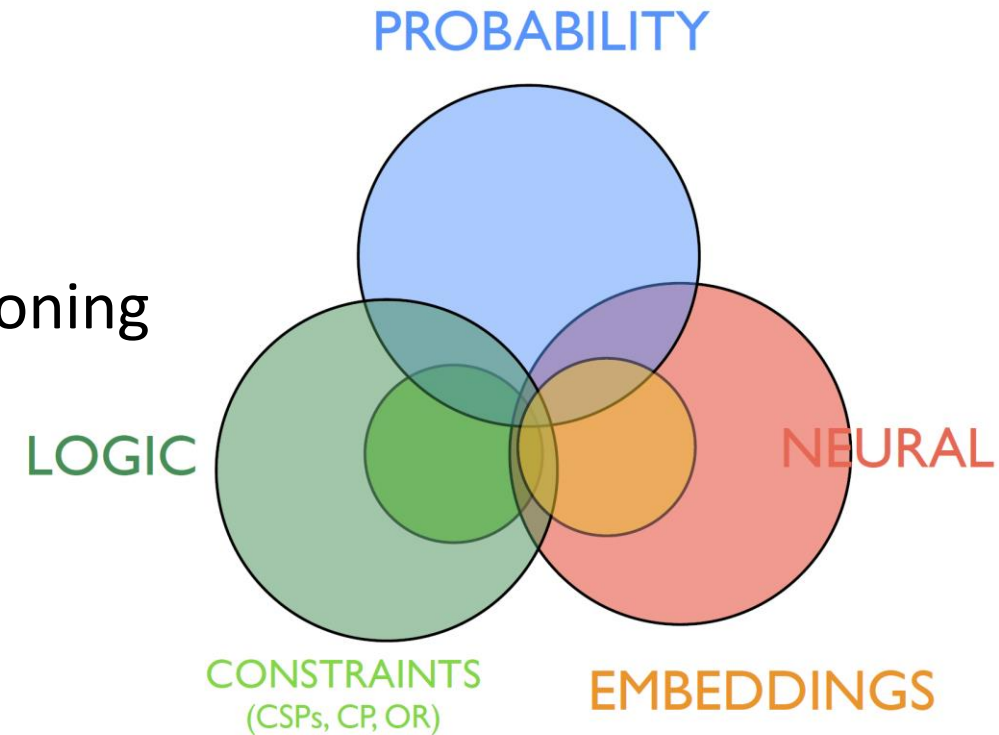 PROBABILITY
oning
LOGIC
NEURAL
CONSTRAINTS
(CSPs, CP, OR)
EMBEDDINGS